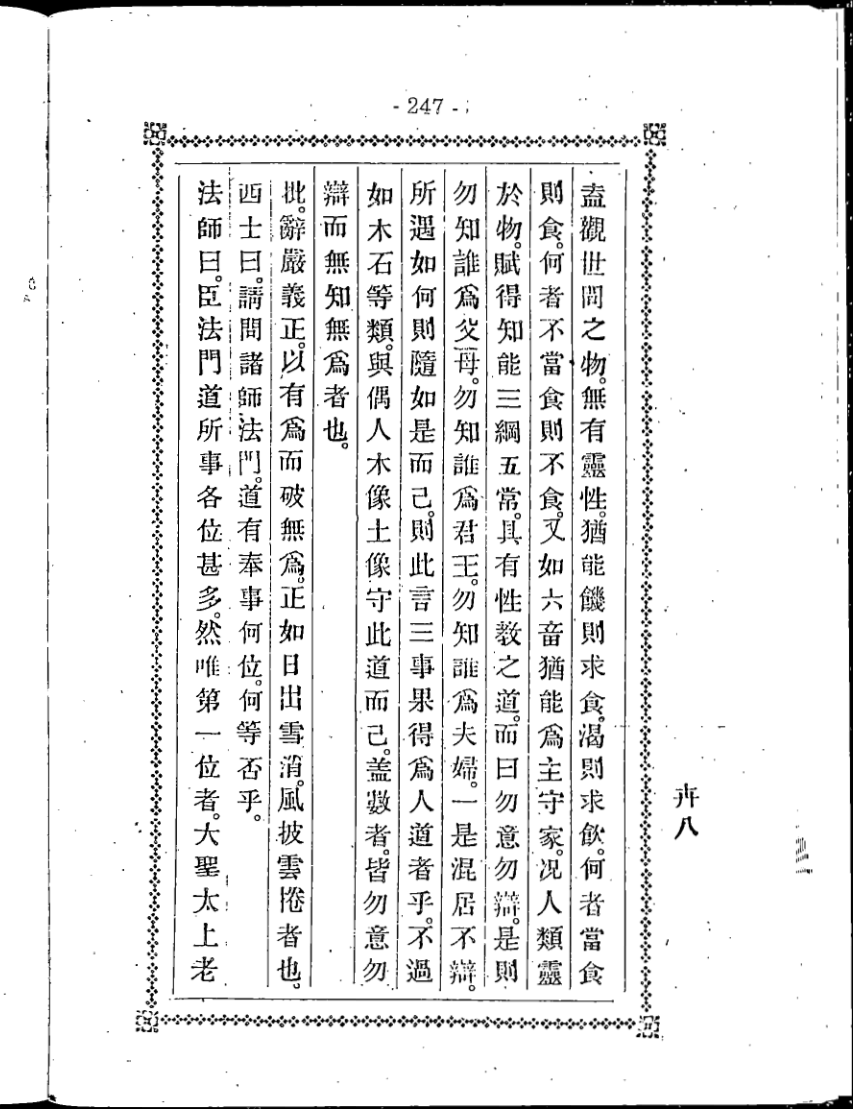 - 247 -
盍觀世間之物。無有靈性。猶能饑則求食。渴則求飲。何者當食
則食。何者不當食則不食。又如六畜猶能爲主守家。况人類靈
於物。賦得知能三綱五常。具有性教之道。而曰勿意勿辯。是則
勿知誰爲父母。勿知誰爲君王。勿知誰爲夫婦。一是混居不辯。
所遇如何則隨如是而己。則此言三事果得爲人道者乎。不過
如木石等類。與偶人木像土像守此道而己。盖數者。皆勿意勿
辯而無知無爲者也。
批。辭嚴義正。以有爲而破無爲。正如日出雪消。風披雲捲者也。
西士曰。請問諸師法門。道有奉事何位。何等否乎。
法師曰。臣法門道所事各位甚多。然唯第一位者。大聖太上老
卉八